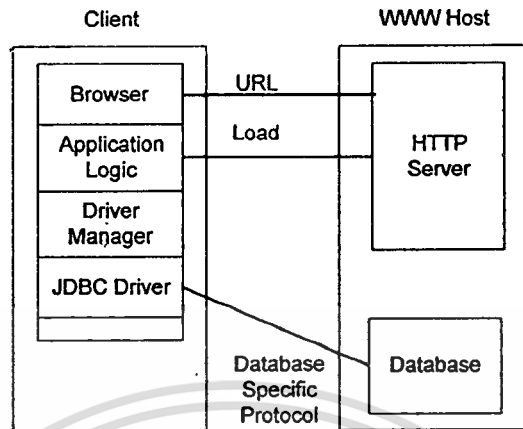 Client
WWW Host
Browser
URL
Application
Logic
Load
HTTP
Server
Driver
Manager
JDBC Driver
Database
Specific
Protocol
Database